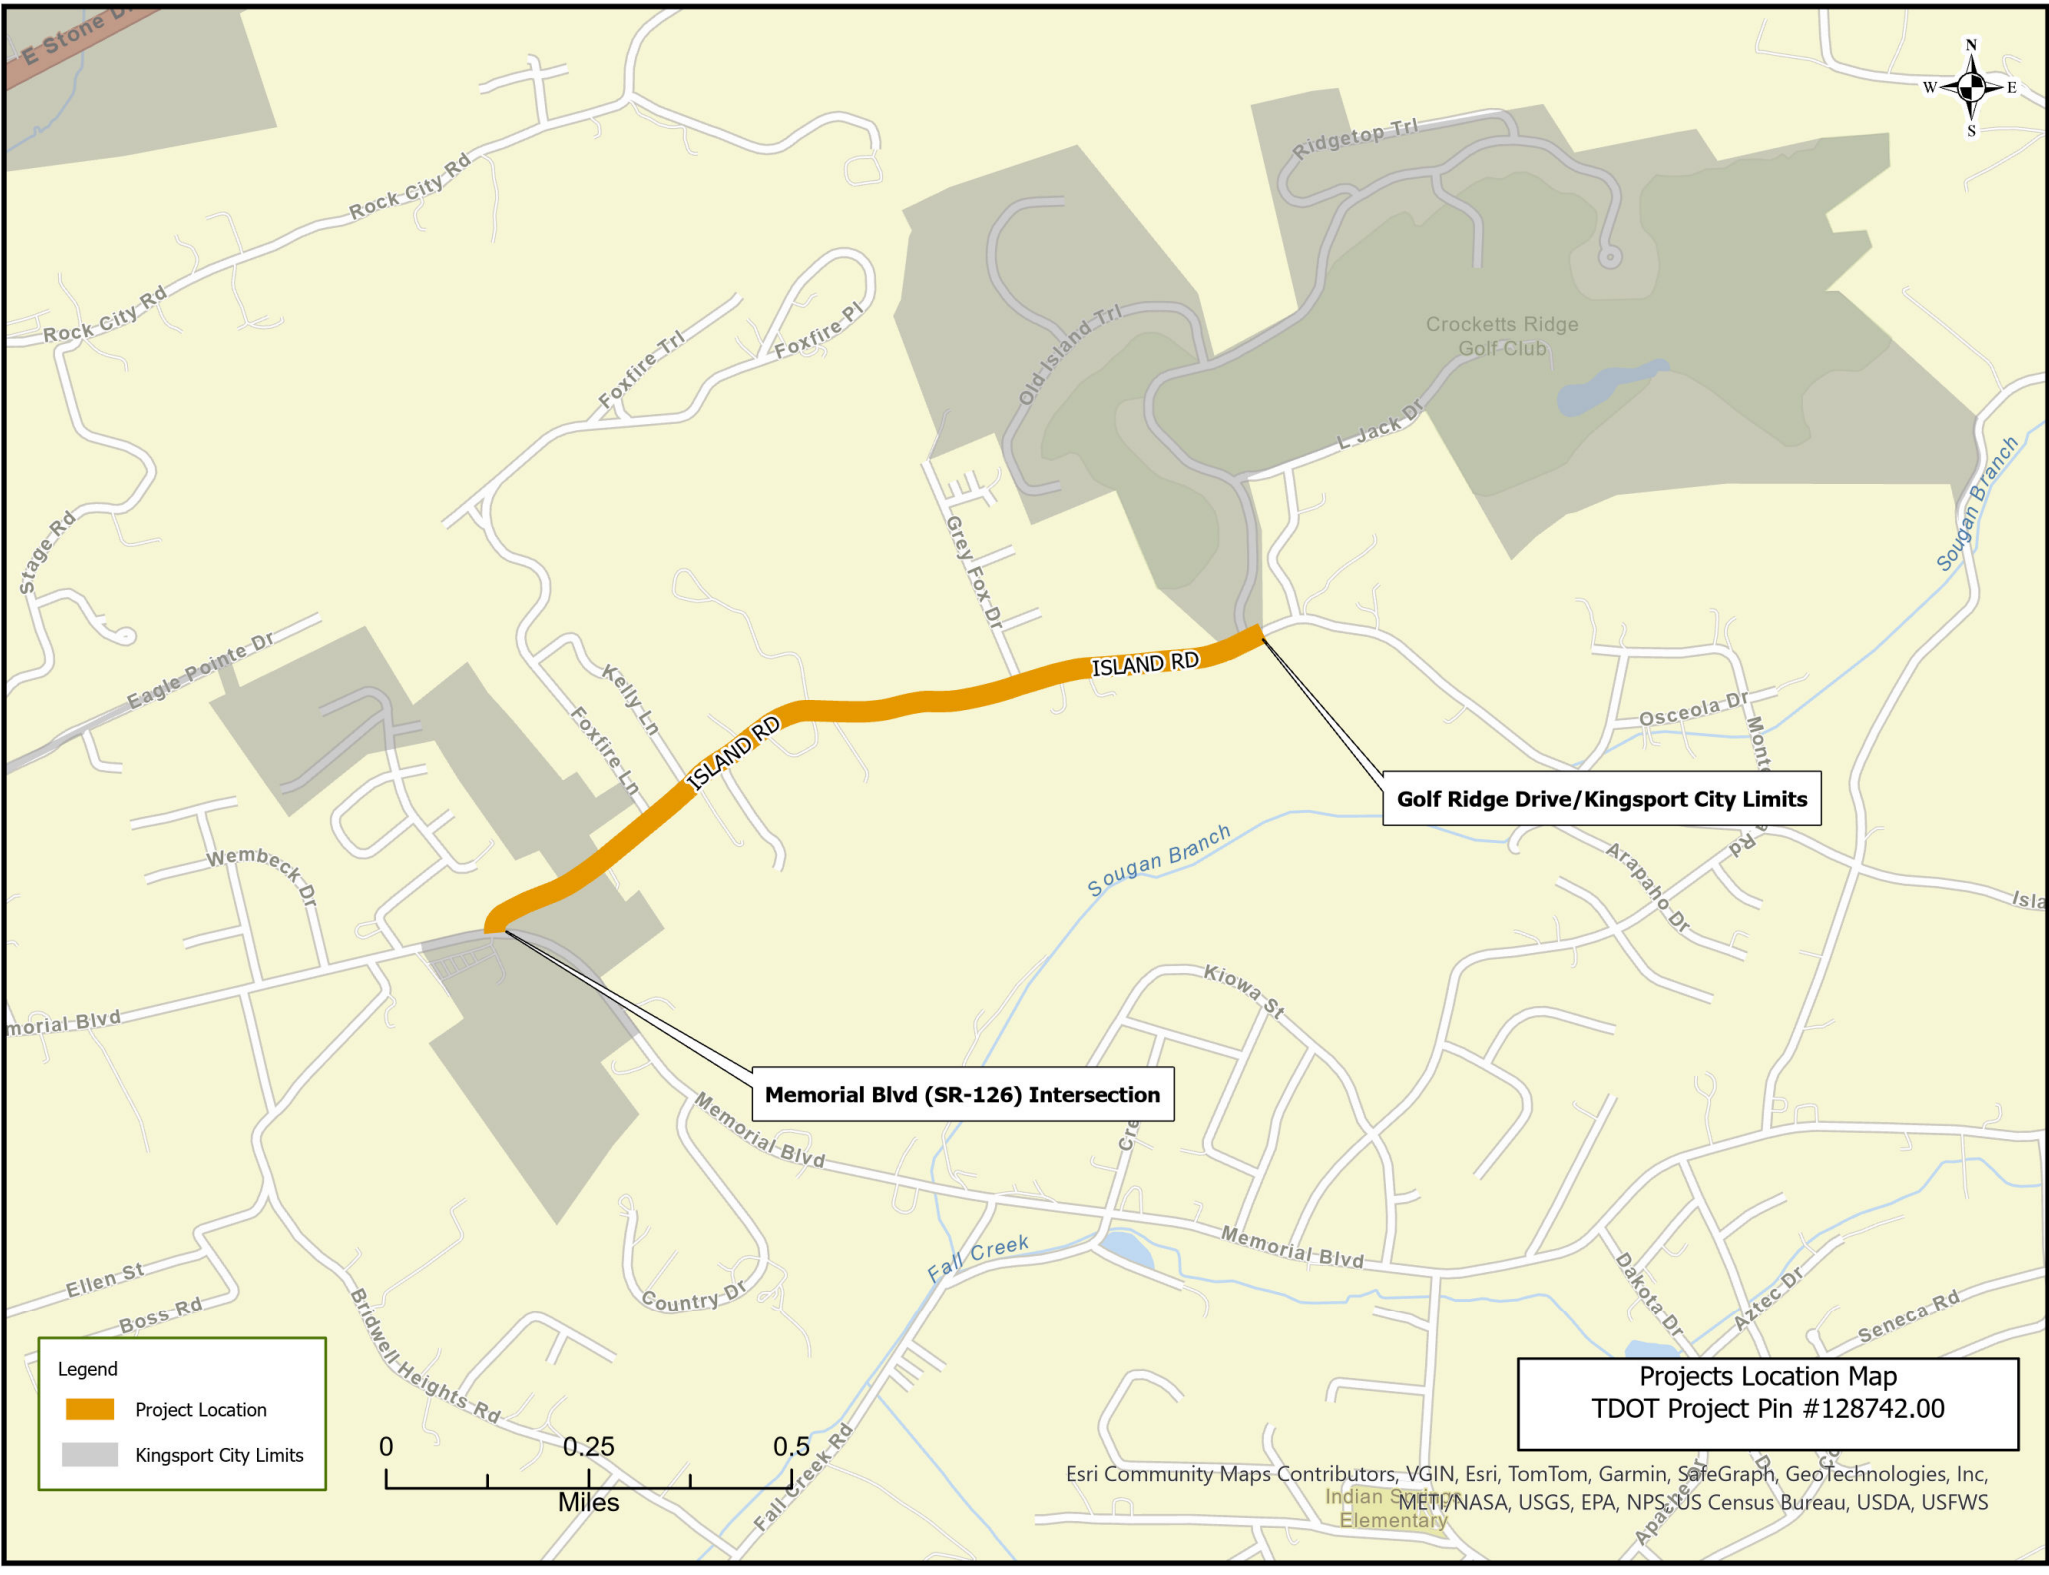 E Stone D
N
W
E
S
Ridgetop Trl
Rock City Rd
Rock City Rd
Foxfire Trl
Foxfire Pl
Old Island Trl
Crocketts Ridge
Golf Club
L Jack Dr
Sougan Branch
Stage Rd
Grey Fox Dr
Eagle Pointe Dr
Kelly Ln
Foxfire Ln
ISLAND RD
ISLAND RD
Osceola Dr
Monte
Golf Ridge Drive/Kingsport City Limits
a Rd
Sougan Branch
Arapaho Dr
Isla
Wembeck Dr
Kiowa St
morial Blvd
Memorial Blvd (SR-126) Intersection
Memorial Blvd
Cre
Fall Creek
Memorial Blvd
Ellen St
Boss Rd
Country Dr
Dakota Dr
Aztec Dr
Seneca Rd
Bridwell Heights Rd
Legend
Project Location
Kingsport City Limits
0
0.25
0.5
Miles
Fall Creek Rd
Projects Location Map
TDOT Project Pin #128742.00
Esri Community Maps Contributors, VGIN, Esri, TomTom, Garmin, SafeGraph, GeoTechnologies, Inc,
METI/NASA, USGS, EPA, NPS, US Census Bureau, USDA, USFWS
Indian Springs
Elementary
Apache Dr